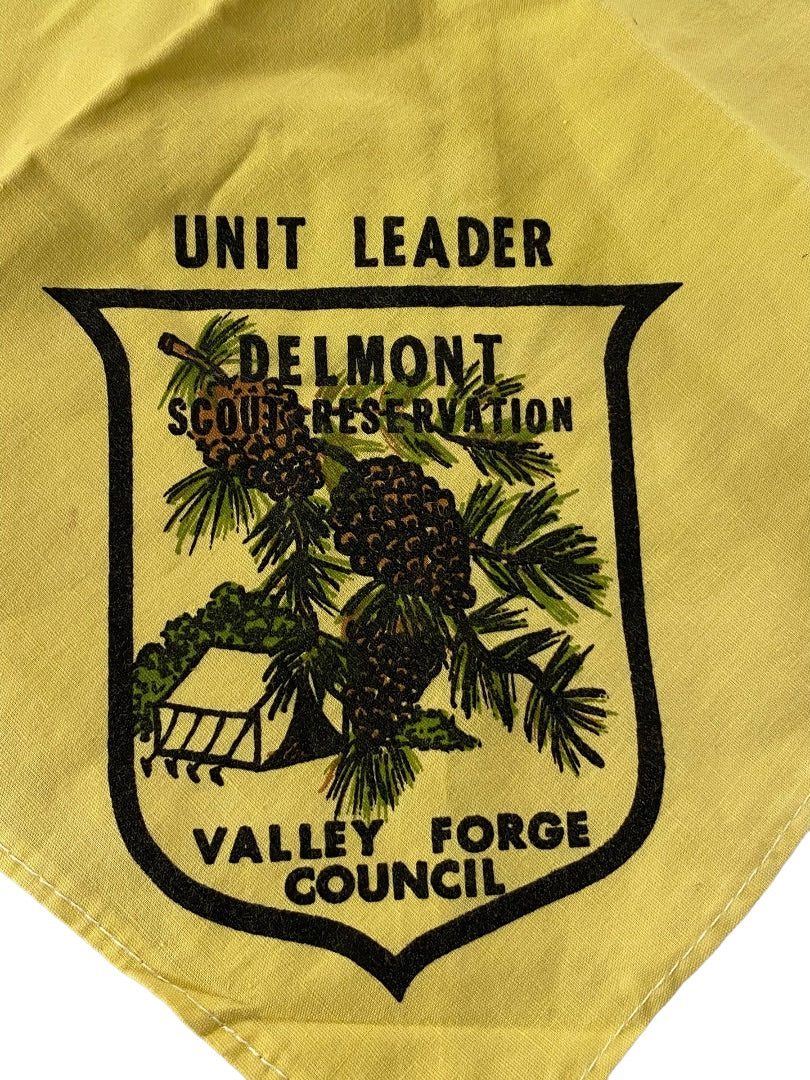 UNIT LEADER
DELMONT
SCOUT RESERVATION
VALLEY FORGE
COUNCIL